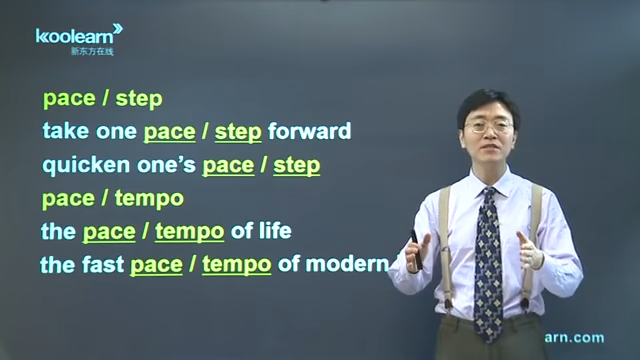 koolearn
新东方在线
pace / step
take one pace / step forward
quicken one’s pace / step
pace / tempo
the pace / tempo of life
the fast pace / tempo of modern
arn.com